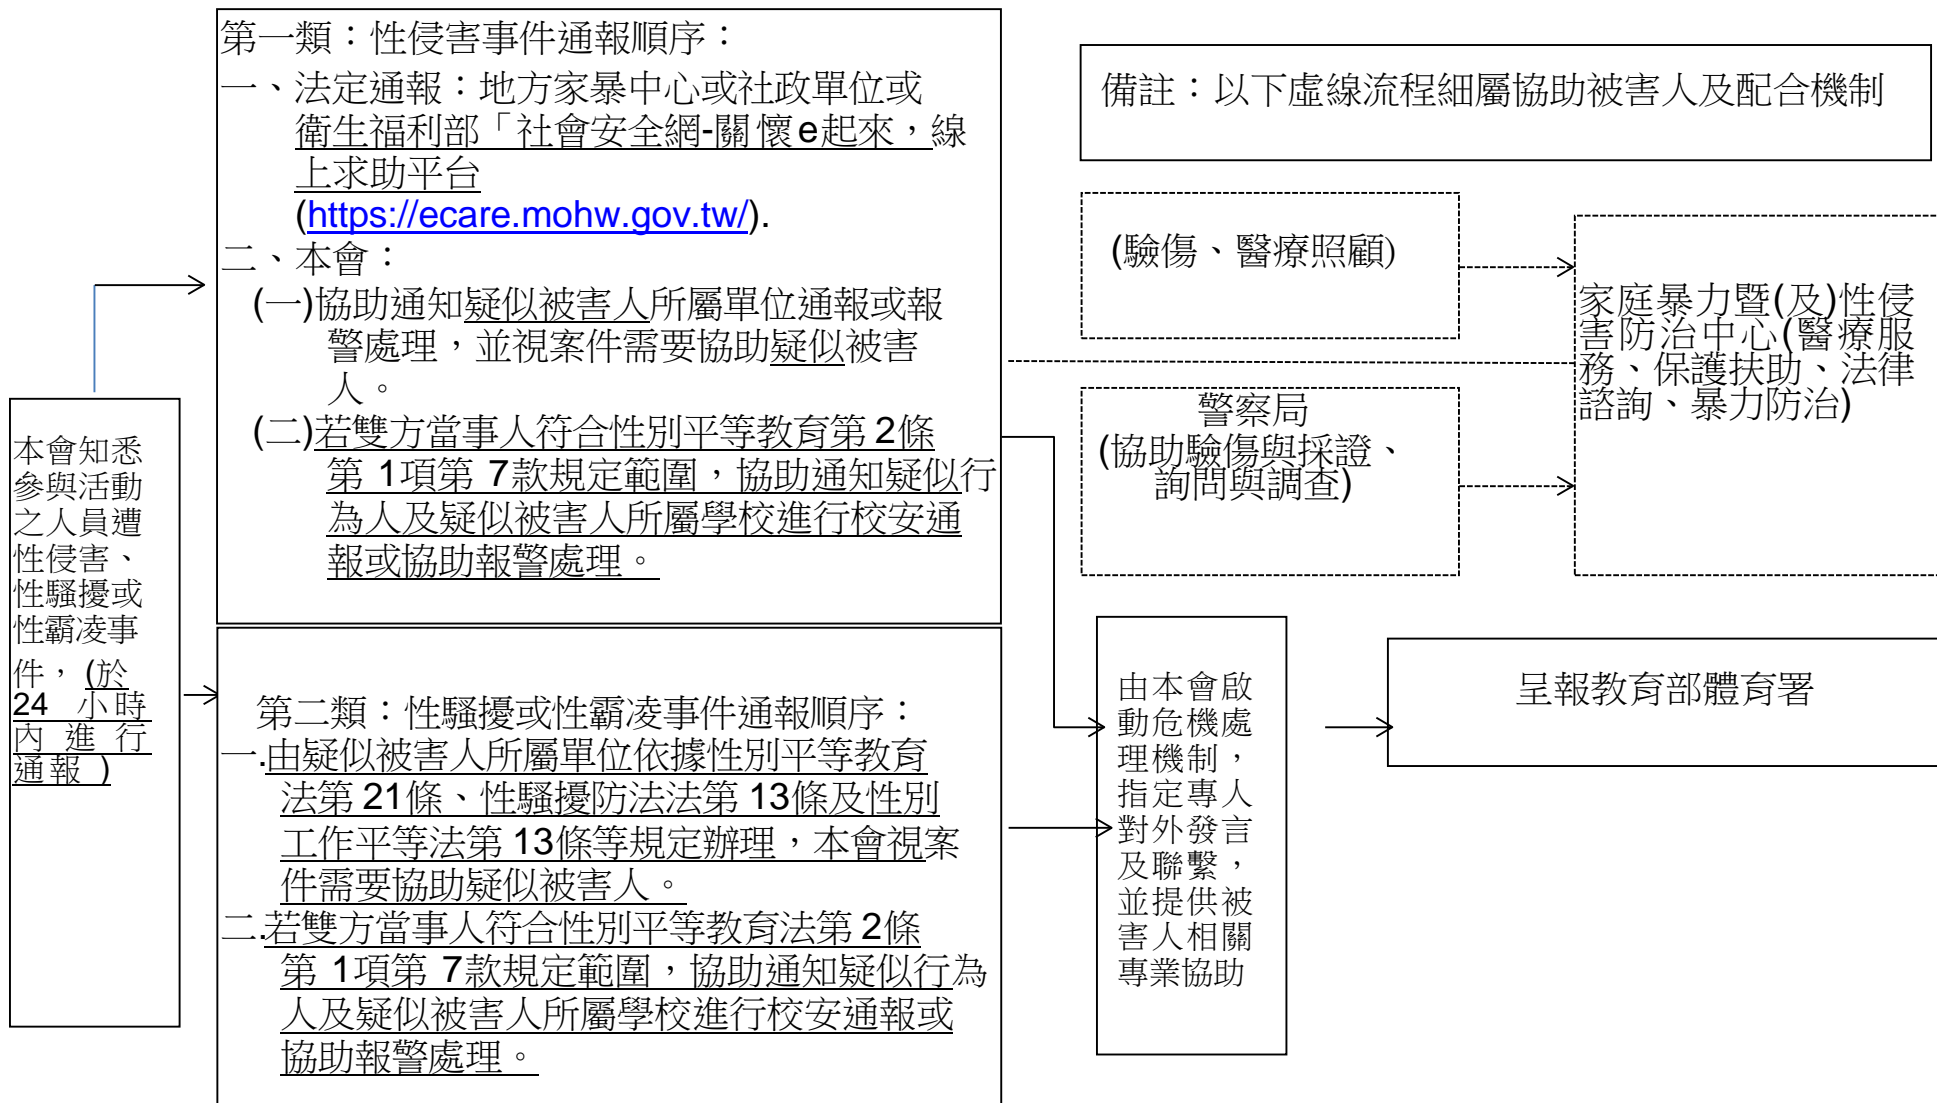 本會知悉
參與活動
之人員遭
性侵害、
性騷擾或
性霸凌事
件，(於
24 小時
內進行
通報 )
第一類：性侵害事件通報順序：
一、法定通報：地方家暴中心或社政單位或
衛生福利部「社會安全網-關懷e起來，線
上求助平台
(https://ecare.mohw.gov.tw/).
二、本會：
(一)協助通知疑似被害人所屬單位通報或報
警處理，並視案件需要協助疑似被害
人。
(二)若雙方當事人符合性別平等教育第 2條
第 1項第 7款規定範圍，協助通知疑似行
為人及疑似被害人所屬學校進行校安通
報或協助報警處理。
第二類：性騷擾或性霸凌事件通報順序：
一.由疑似被害人所屬單位依據性別平等教育
法第 21條、性騷擾防法法第 13條及性別
工作平等法第 13條等規定辦理，本會視案
件需要協助疑似被害人。
二.若雙方當事人符合性別平等教育法第 2條
第 1項第 7款規定範圍，協助通知疑似行為
人及疑似被害人所屬學校進行校安通報或
協助報警處理。
備註：以下虛線流程細屬協助被害人及配合機制
(驗傷、醫療照顧)
警察局
(協助驗傷與採證、
詢問與調查)
家庭暴力暨(及)性侵
害防治中心(醫療服
務、保護扶助、法律
諮詢、暴力防治)
由本會啟
動危機處
理機制，
指定專人
對外發言
及聯繫，
並提供被
害人相關
專業協助
呈報教育部體育署